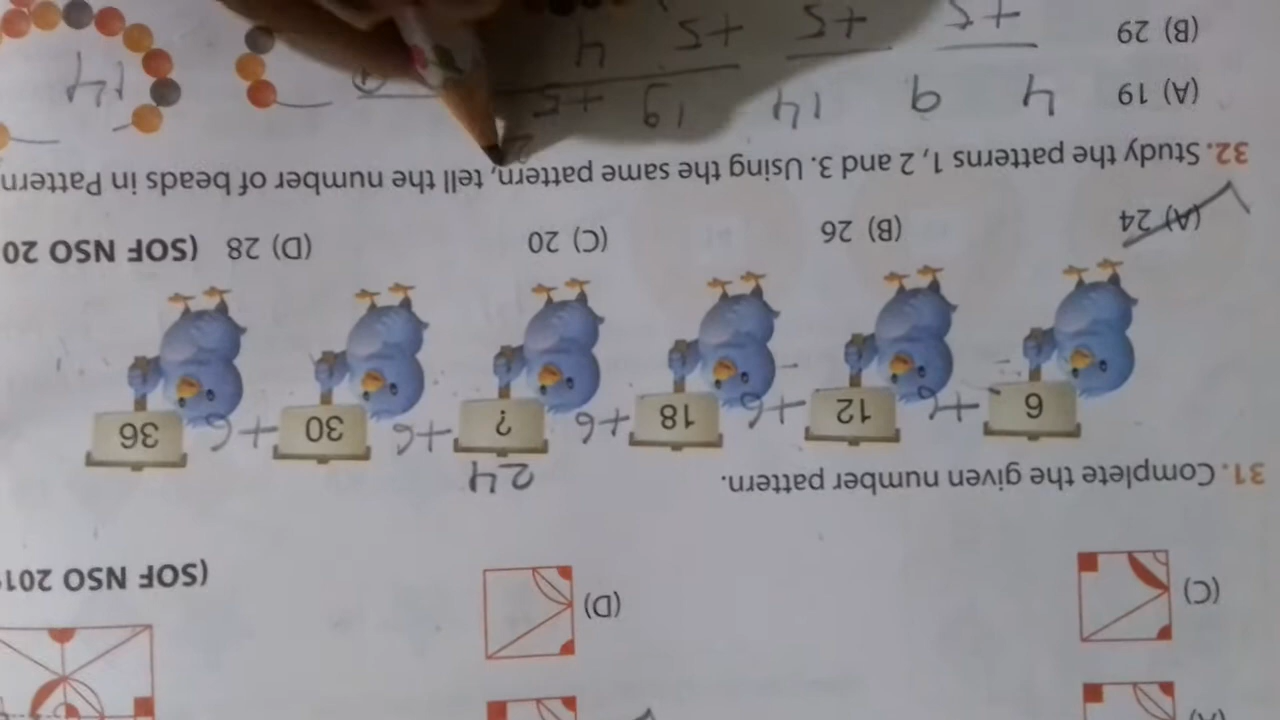 (C)
(D)
(SOF NSO 201
31. Complete the given number pattern.
24
6 12 18 ? 30 36
+6 +6 +6 +6 +6
(A) 24 (B) 26 (C) 20 (D) 28 (SOF NSO 20
32. Study the patterns 1, 2 and 3. Using the same pattern, tell the number of beads in Pattern
(A) 19
(B) 29
4 9 14 19
+5 +5 +5 +5
4
14